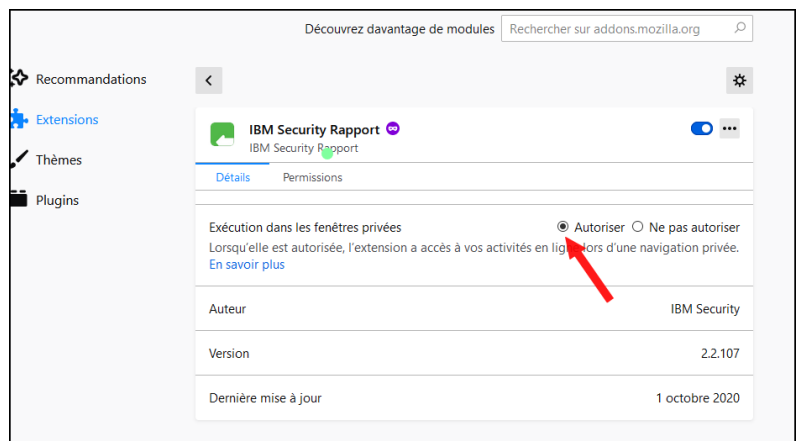 Découvrez davantage de modules Rechercher sur addons.mozilla.org
Recommandations
Extensions
Thèmes
Plugins
IBM Security Rapport
IBM Security Rapport
Détails Permissions
Exécution dans les fenêtres privées Autoriser Ne pas autoriser
Lorsqu'elle est autorisée, l'extension a accès à vos activités en ligne lors d'une navigation privée.
En savoir plus
Auteur IBM Security
Version 2.2.107
Dernière mise à jour 1 octobre 2020